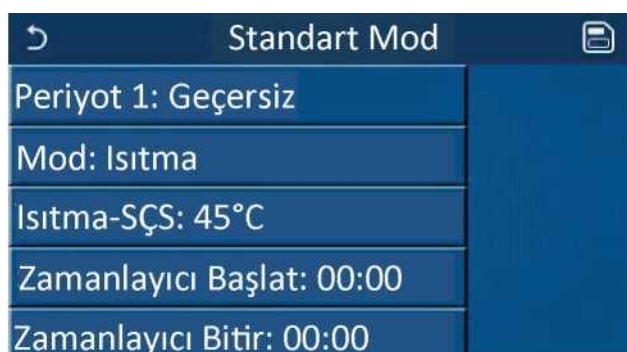 Standart Mod
Periyot 1: Geçersiz
Mod: Isıtma
Isıtma-SÇS: 45°C
Zamanlayıcı Başlat: 00:00
Zamanlayıcı Bitir: 00:00